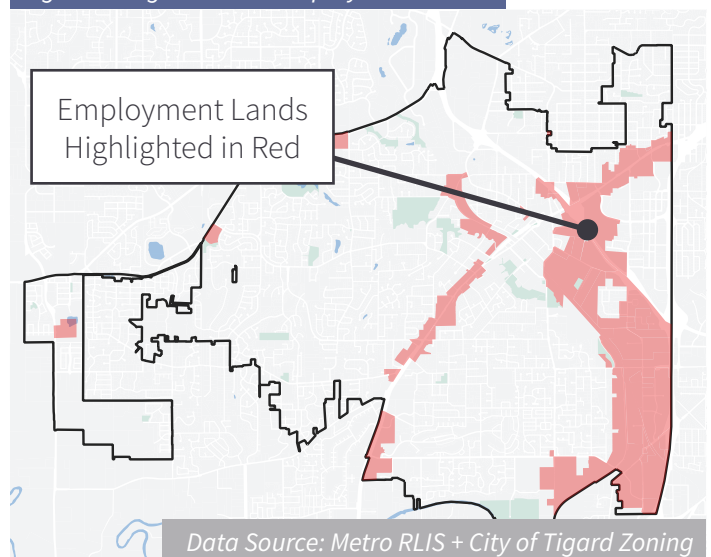 Employment Lands
Highlighted in Red
Data Source: Metro RLIS + City of Tigard Zoning